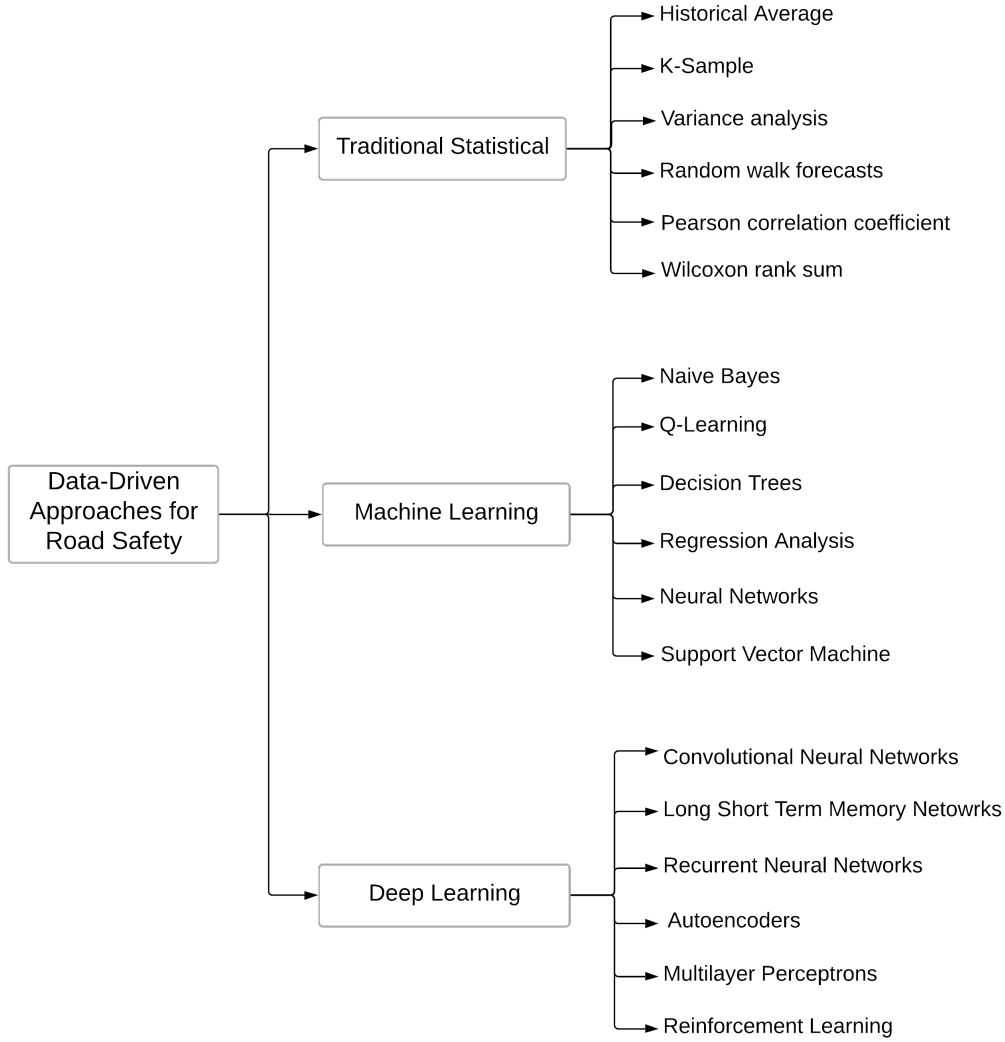 Data-Driven
Approaches for
Road Safety
Traditional Statistical
Historical Average
K-Sample
Variance analysis
Random walk forecasts
Pearson correlation coefficient
Wilcoxon rank sum
Machine Learning
Naive Bayes
Q-Learning
Decision Trees
Regression Analysis
Neural Networks
Support Vector Machine
Deep Learning
Convolutional Neural Networks
Long Short Term Memory Netowrks
Recurrent Neural Networks
Autoencoders
Multilayer Perceptrons
Reinforcement Learning